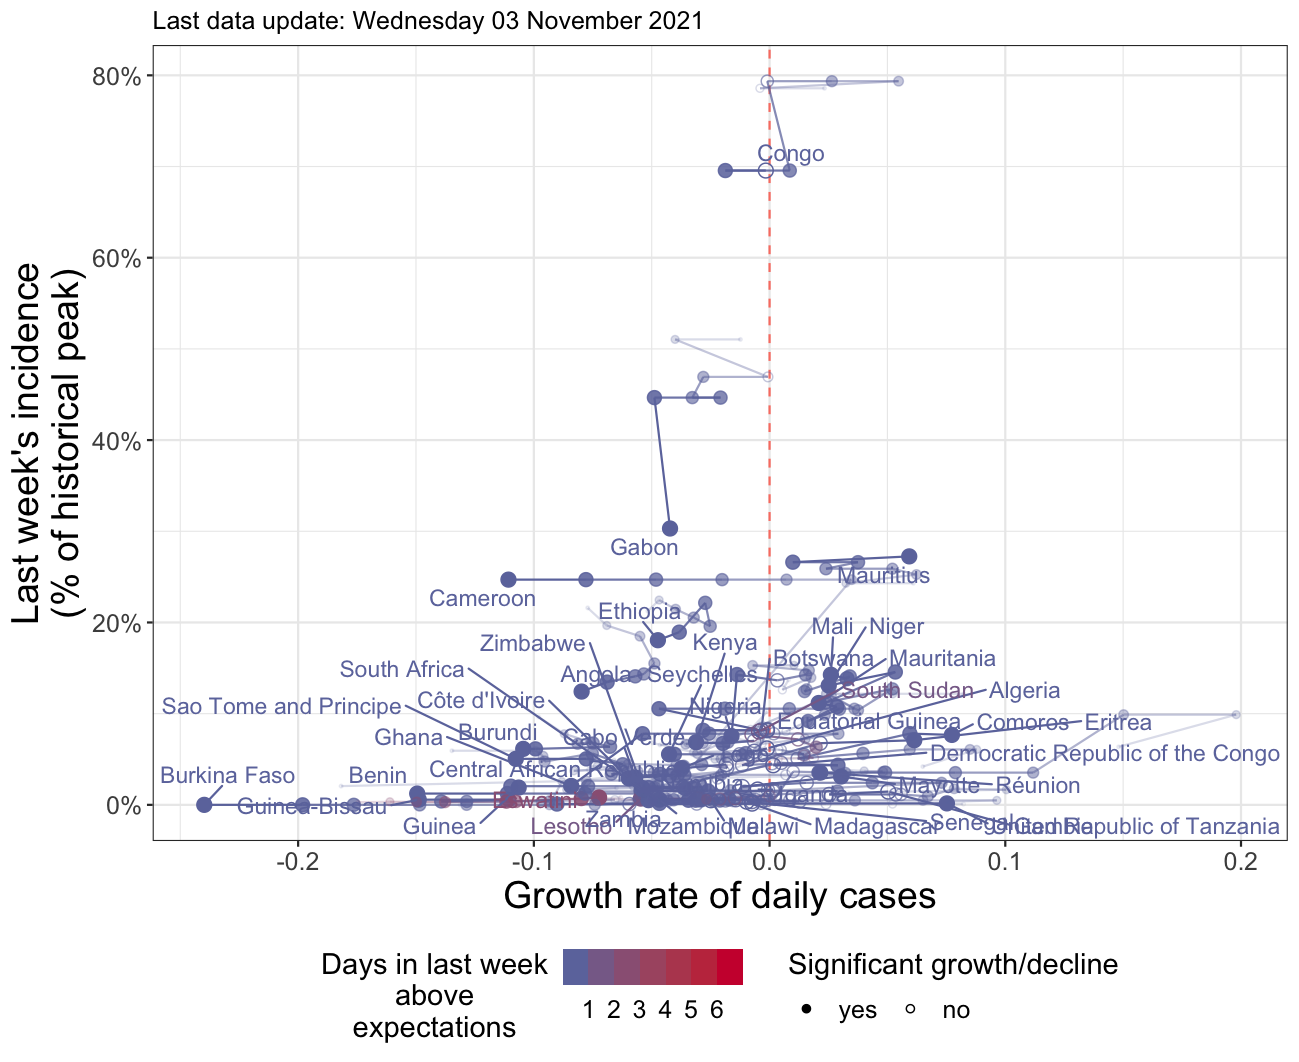 Last data update: Wednesday 03 November 2021
Last week's incidence
(% of historical peak)
80%
60%
40%
20%
0%
Congo
Gabon
Mauritius
Cameroon
Ethiopia
Mali
Niger
Zimbabwe
Kenya
South Africa
Angola
Seychelles
Botswana
Mauritania
Sao Tome and Principe
Côte d'Ivoire
Nigeria
South Sudan
Algeria
Ghana
Burundi
Cabo Verde
Equatorial Guinea
Comoros
Eritrea
Democratic Republic of the Congo
Burkina Faso
Benin
Central African Republic
Mayotte
Réunion
Guinea-Bissau
Guinea
Lesotho
Zambia
Mozambique
Malawi
Madagascar
Senegal
United Republic of Tanzania
-0.2
-0.1
0.0
0.1
0.2
Growth rate of daily cases
Days in last week
above
expectations
1 2 3 4 5 6
Significant growth/decline
yes
no